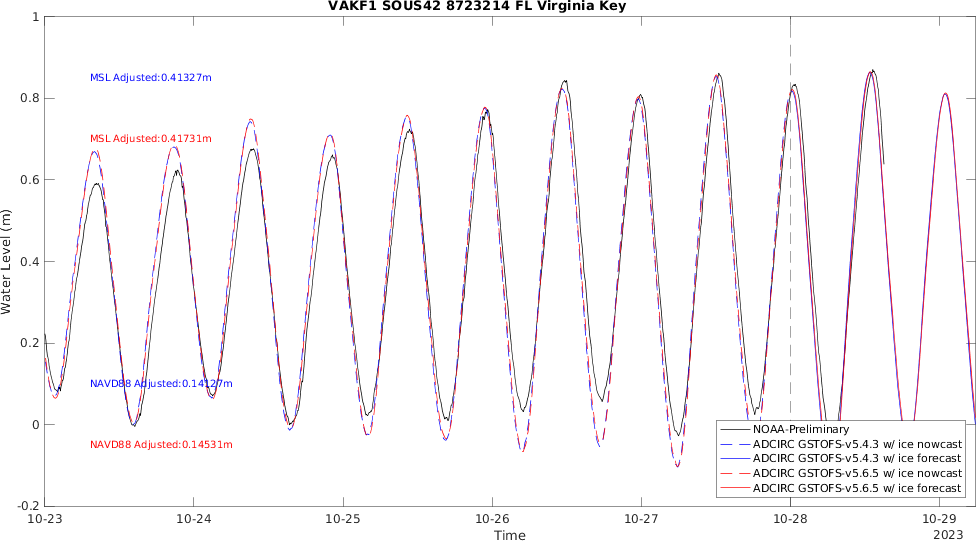 VAKF1 SOUS42 8723214 FL Virginia Key
1
0.8
0.6
0.4
0.2
0
-0.2
Water Level (m)
MSL Adjusted:0.41327m
MSL Adjusted:0.41731m
NAVD88 Adjusted:0.14127m
NAVD88 Adjusted:0.14531m
NOAA-Preliminary
ADCIRC GSTOFS-v5.4.3 w/ ice nowcast
ADCIRC GSTOFS-v5.4.3 w/ ice forecast
ADCIRC GSTOFS-v5.6.5 w/ ice nowcast
ADCIRC GSTOFS-v5.6.5 w/ ice forecast
10-23 10-24 10-25 10-26 10-27 10-28 10-29
Time
2023